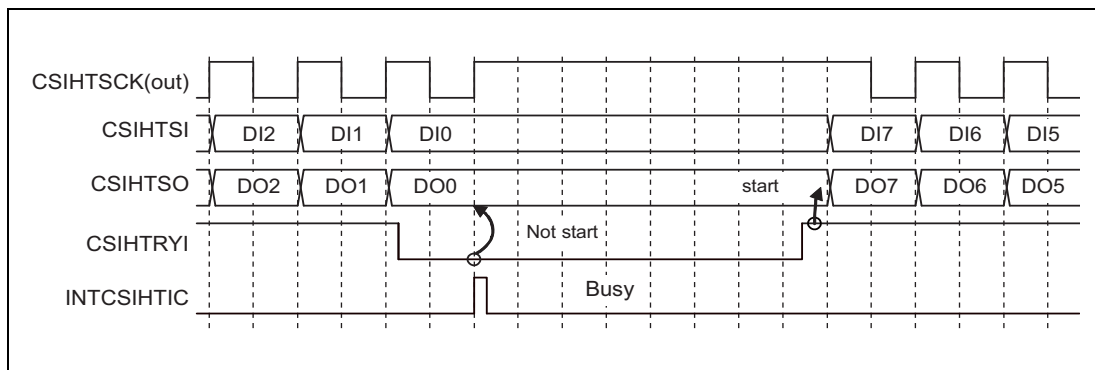 CSIHTSCK(out)
CSIHTSI DI2 DI1 DI0 DI7 DI6 DI5
CSIHTSO DO2 DO1 DO0 start DO7 DO6 DO5
CSIHTRYI Not start
INTCSIHTIC Busy